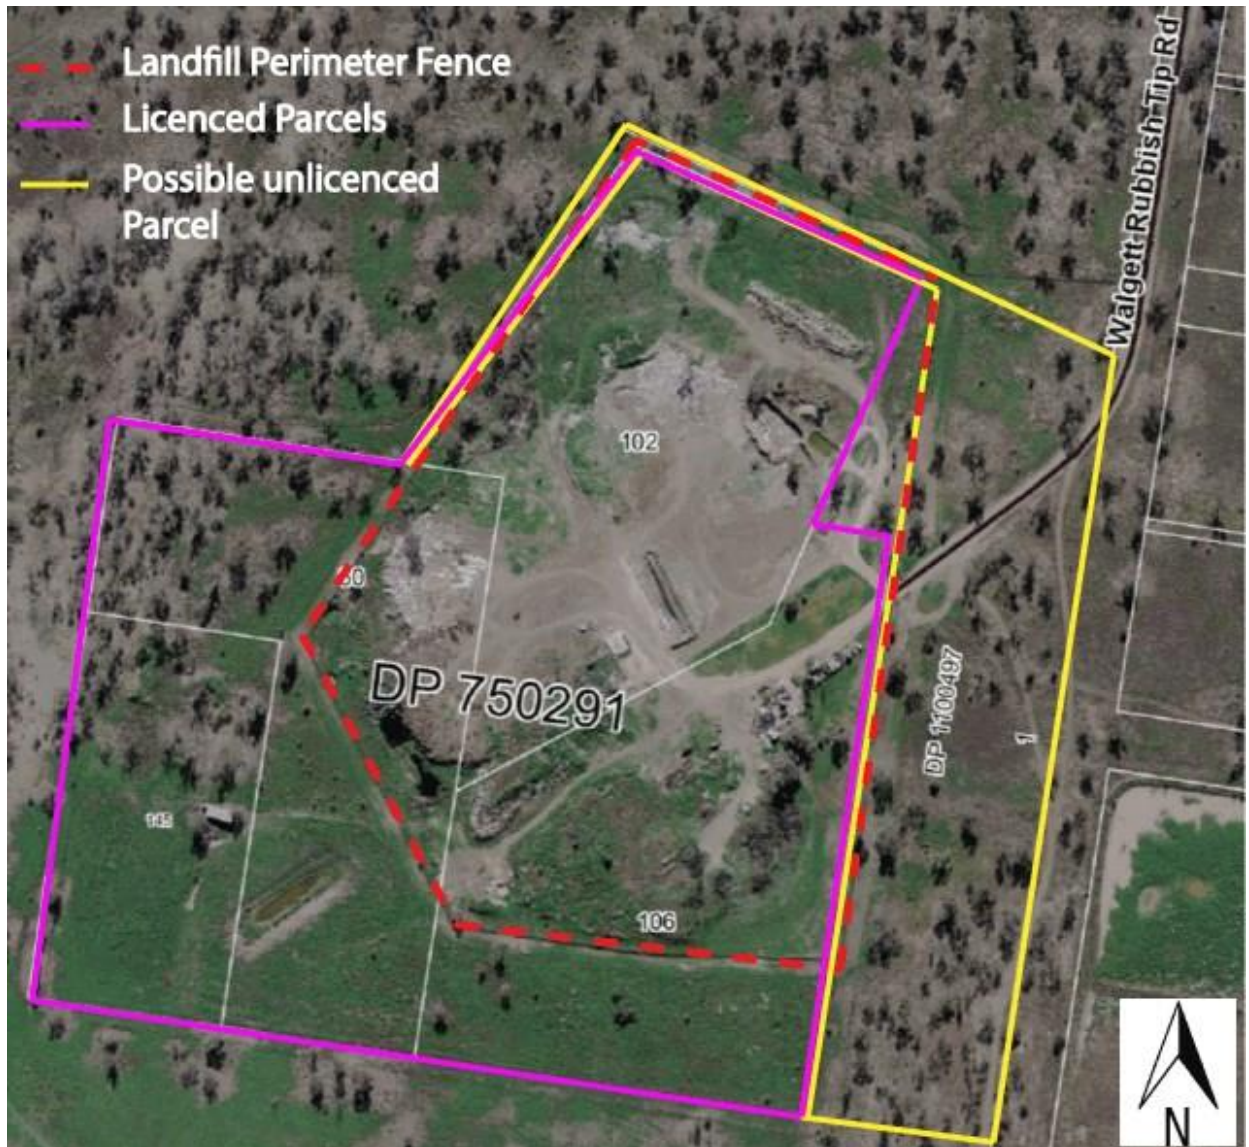 Landfill Perimeter Fence
Licenced Parcels
Possible unlicenced
Parcel
Walgett Rubbish Tip Rd
102
DP 750291
DP 1100497
1
145
106
N